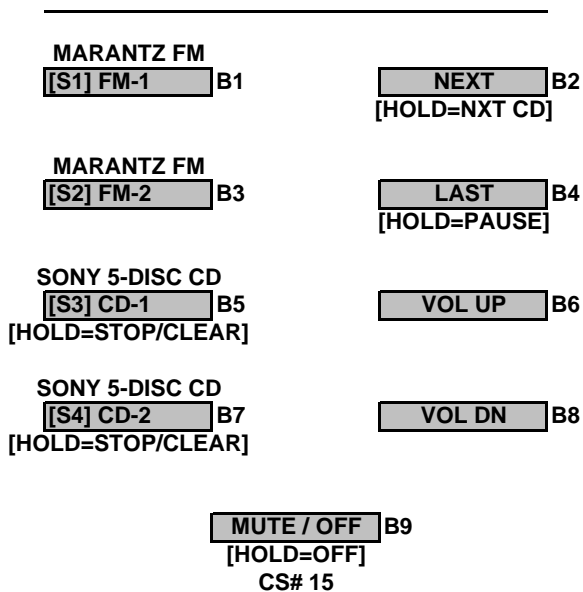 MARANTZ FM
[S1] FM-1 B1
NEXT B2
[HOLD=NXT CD]
MARANTZ FM
[S2] FM-2 B3
LAST B4
[HOLD=PAUSE]
SONY 5-DISC CD
[S3] CD-1 B5
[HOLD=STOP/CLEAR]
VOL UP B6
SONY 5-DISC CD
[S4] CD-2 B7
[HOLD=STOP/CLEAR]
VOL DN B8
MUTE / OFF B9
[HOLD=OFF]
CS# 15